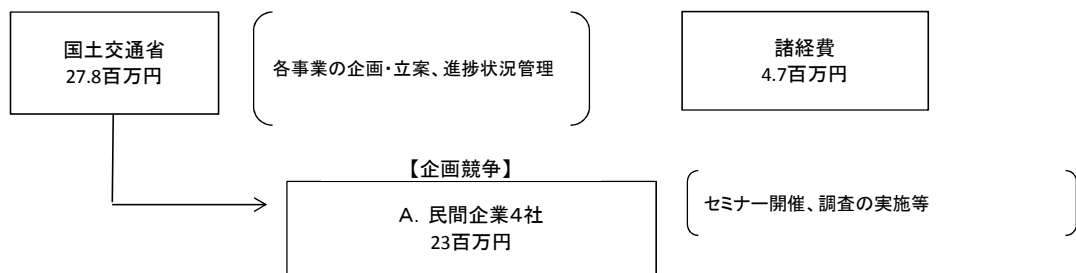 国土交通省
27.8百万円
各事業の企画・立案、進捗状況管理
諸経費
4.7百万円
【企画競争】
A．民間企業4社
23百万円
セミナー開催、調査の実施等